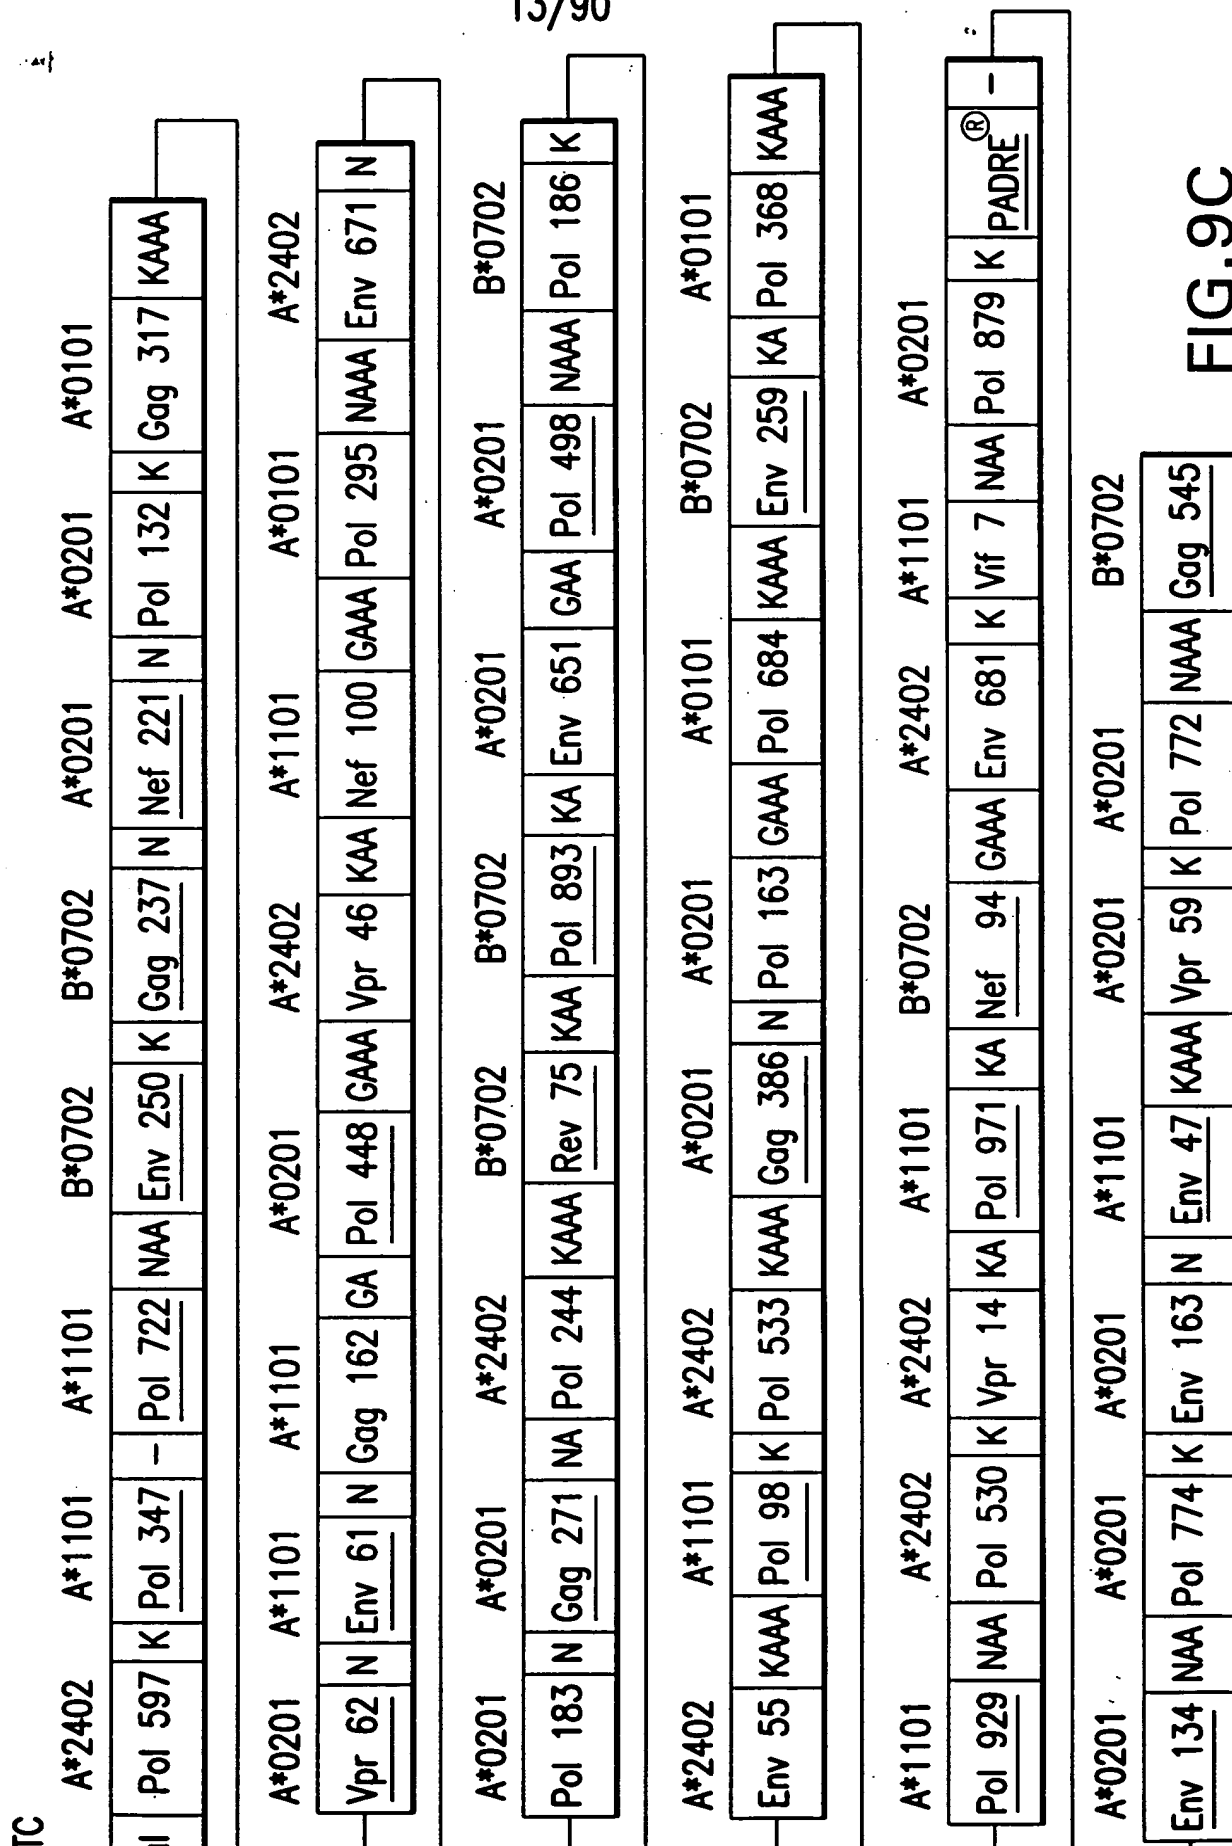 13/90
TC
A*2402 A*1101 A*1101 B*0702 B*0702 A*0201 A*0201 A*0101
Pol 597 K Pol 347 – Pol 722 NAA Env 250 K Gag 237 N Nef 221 N Pol 132 K Gag 317 KAAA
A*0201 A*1101 A*1101 A*0201 A*2402 A*1101 A*0101 A*2402
Vpr 62 N Env 61 N Gag 162 GA Pol 448 GAAA Vpr 46 KAA Nef 100 GAAA Pol 295 NAAA Env 671 N
A*0201 A*0201 A*2402 B*0702 B*0702 A*0201 A*0201 B*0702
Pol 183 N Gag 271 NA Pol 244 KAAA Rev 75 KAA Pol 893 KA Env 651 GAA Pol 498 NAAA Pol 186 K
A*2402 A*1101 A*2402 A*0201 A*0201 A*0101 B*0702 A*0101
Env 55 KAAA Pol 98 K Pol 533 KAAA Gag 386 N Pol 163 GAAA Pol 684 KAAA Env 259 KA Pol 368 KAAA
A*1101 A*2402 A*2402 A*1101 B*0702 A*2402 A*1101 A*0201
Pol 929 NAA Pol 530 K Vpr 14 KA Pol 971 KA Nef 94 GAAA Env 681 K Vif 7 NAA Pol 879 K PADRE® –
A*0201 A*0201 A*0201 A*1101 A*0201 A*0201 B*0702
Env 134 NAA Pol 774 K Env 163 N Env 47 KAAA Vpr 59 K Pol 772 NAAA Gag 545
FIG.9C